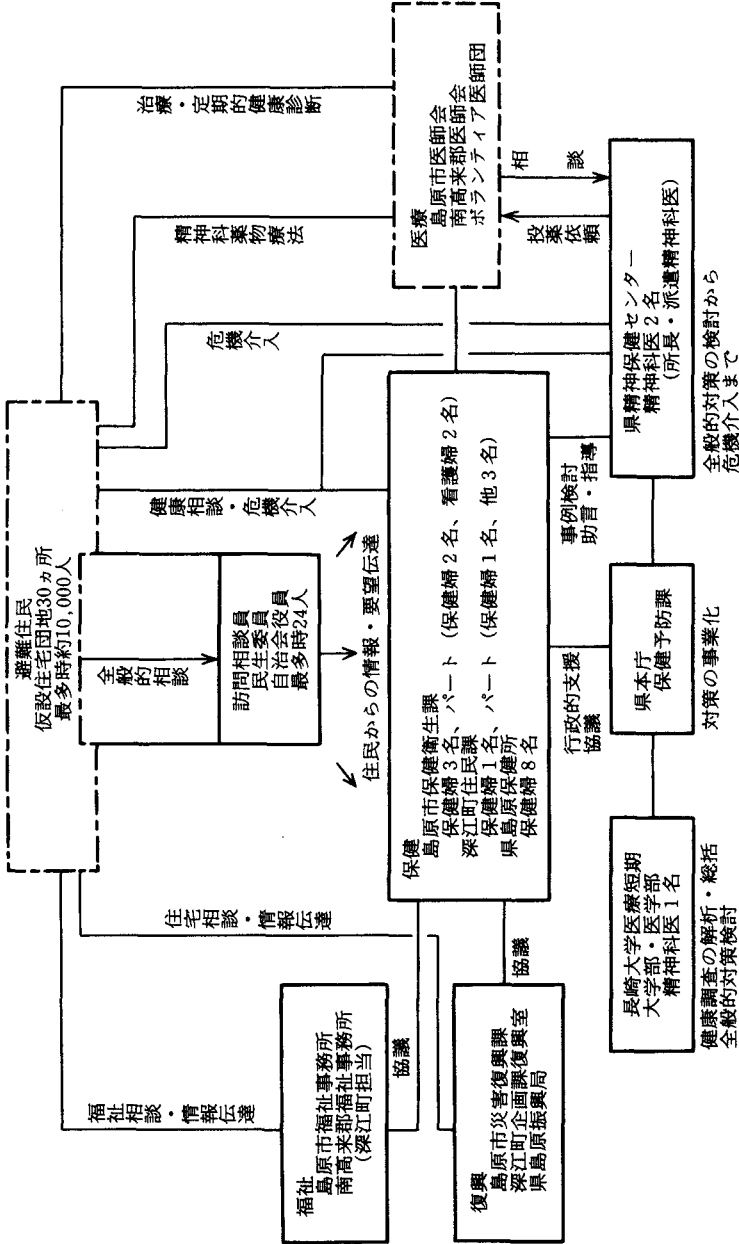 避難住民
仮設住宅団地30ヵ所
最多時約10,000人
福祉相談・情報伝達
住宅相談・情報伝達
全般的相談
訪問相談員
民生委員
自治会役員
最多時24人
住民からの情報・要望伝達
健康相談・危機介入
危機介入
精神科薬物療法
治療・定期的健康診断
福祉
島原市福祉事務所
南高来郡福祉事務所
(深江町担当)
協議
復興
島原市災害復興課
深江町企画課復興室
県島原振興局
協議
保健
島原市保健衛生課
保健婦3名、パート(保健婦2名、看護婦2名)
深江町住民課
保健婦1名、パート(保健婦1名、他3名)
県島原保健所
保健婦8名
医療
島原市医師会
南高来郡医師会
ボランティア医師団
相談
投薬依頼
行政的支援
協議
事例検討
助言・指導
長崎大学医療短期
大学部・医学部
精神科医1名
健康調査の解析・総括
全般的対策検討
県本庁
保健予防課
対策の事業化
県精神保健センター
精神科医2名
(所長・派遣精神科医)
全般的対策の検討から
危機介入まで